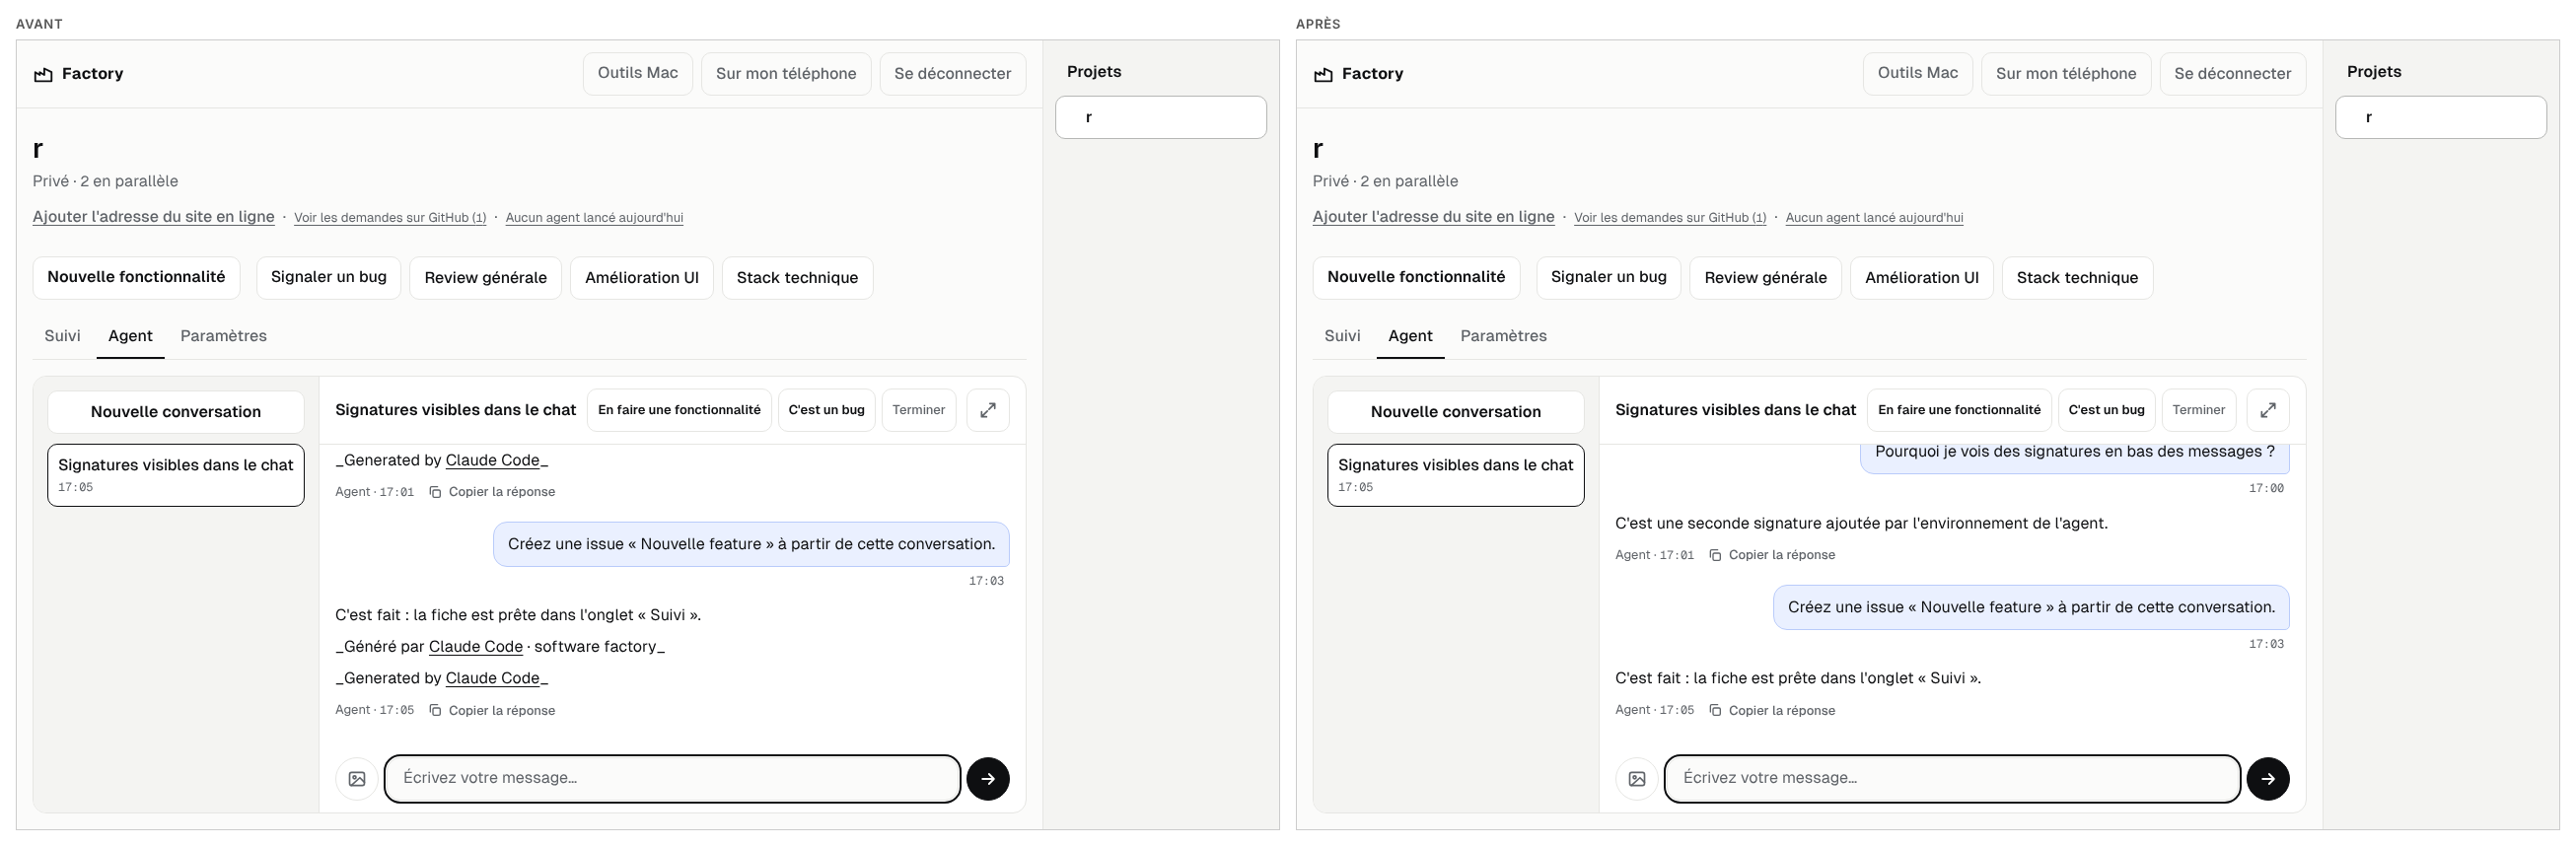 AVANT
Factory
Outils Mac
Sur mon téléphone
Se déconnecter
Projets
r
r
Privé · 2 en parallèle
Ajouter l'adresse du site en ligne · Voir les demandes sur GitHub (1) · Aucun agent lancé aujourd'hui
Nouvelle fonctionnalité
Signaler un bug
Review générale
Amélioration UI
Stack technique
Suivi
Agent
Paramètres
Nouvelle conversation
Signatures visibles dans le chat
17:05
Signatures visibles dans le chat
En faire une fonctionnalité
C'est un bug
Terminer
_Generated by Claude Code_
Agent · 17:01 Copier la réponse
Créez une issue « Nouvelle feature » à partir de cette conversation.
17:03
C'est fait : la fiche est prête dans l'onglet « Suivi ».
_Généré par Claude Code · software factory_
_Generated by Claude Code_
Agent · 17:05 Copier la réponse
Écrivez votre message...
APRÈS
Factory
Outils Mac
Sur mon téléphone
Se déconnecter
Projets
r
r
Privé · 2 en parallèle
Ajouter l'adresse du site en ligne · Voir les demandes sur GitHub (1) · Aucun agent lancé aujourd'hui
Nouvelle fonctionnalité
Signaler un bug
Review générale
Amélioration UI
Stack technique
Suivi
Agent
Paramètres
Nouvelle conversation
Signatures visibles dans le chat
17:05
Signatures visibles dans le chat
En faire une fonctionnalité
C'est un bug
Terminer
Pourquoi je vois des signatures en bas des messages ?
17:00
C'est une seconde signature ajoutée par l'environnement de l'agent.
Agent · 17:01 Copier la réponse
Créez une issue « Nouvelle feature » à partir de cette conversation.
17:03
C'est fait : la fiche est prête dans l'onglet « Suivi ».
Agent · 17:05 Copier la réponse
Écrivez votre message...